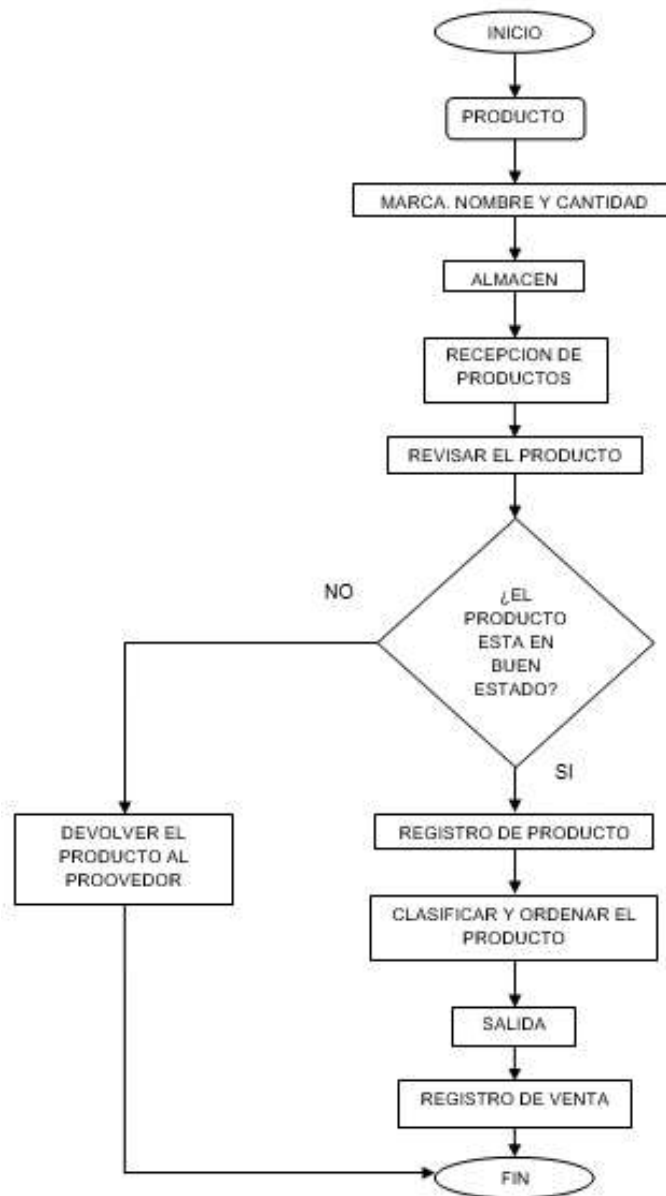 INICIO
PRODUCTO
MARCA. NOMBRE Y CANTIDAD
ALMACEN
RECEPCION DE
PRODUCTOS
REVISAR EL PRODUCTO
¿EL
PRODUCTO
ESTA EN
BUEN
ESTADO?
NO
SI
DEVOLVER EL
PRODUCTO AL
PROOVEDOR
REGISTRO DE PRODUCTO
CLASIFICAR Y ORDENAR EL
PRODUCTO
SALIDA
REGISTRO DE VENTA
FIN